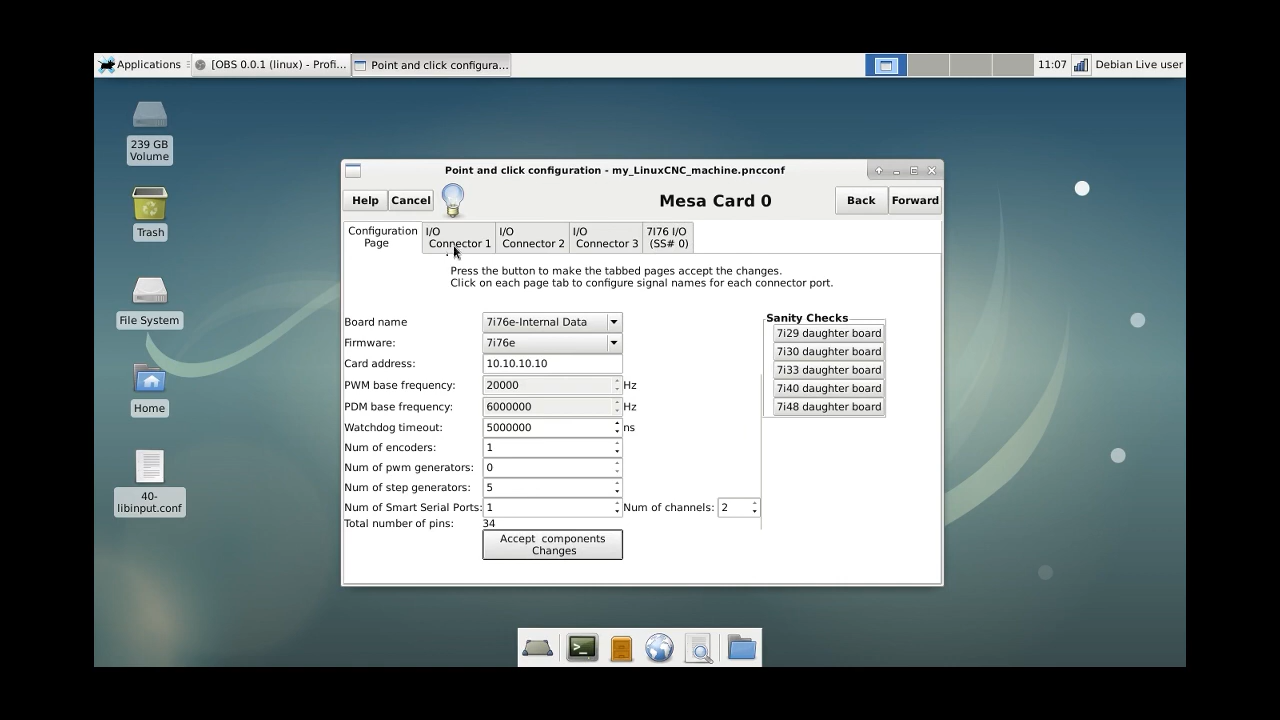 Applications
[OBS 0.0.1 (linux) - Profi...
Point and click configura...
11:07
Debian Live user
239 GB
Volume
Trash
File System
Home
40-
libinput.conf
Point and click configuration - my_LinuxCNC_machine.pncconf
Help
Cancel
Mesa Card 0
Back
Forward
Configuration
Page
I/O
Connector 1
I/O
Connector 2
I/O
Connector 3
7I76 I/O
(SS# 0)
Press the button to make the tabbed pages accept the changes.
Click on each page tab to configure signal names for each connector port.
Board name 7i76e-Internal Data
Firmware: 7i76e
Card address: 10.10.10.10
PWM base frequency: 20000 Hz
PDM base frequency: 6000000 Hz
Watchdog timeout: 5000000 ns
Num of encoders: 1
Num of pwm generators: 0
Num of step generators: 5
Num of Smart Serial Ports: 1 Num of channels: 2
Total number of pins: 34
Accept components
Changes
Sanity Checks
7i29 daughter board
7i30 daughter board
7i33 daughter board
7i40 daughter board
7i48 daughter board